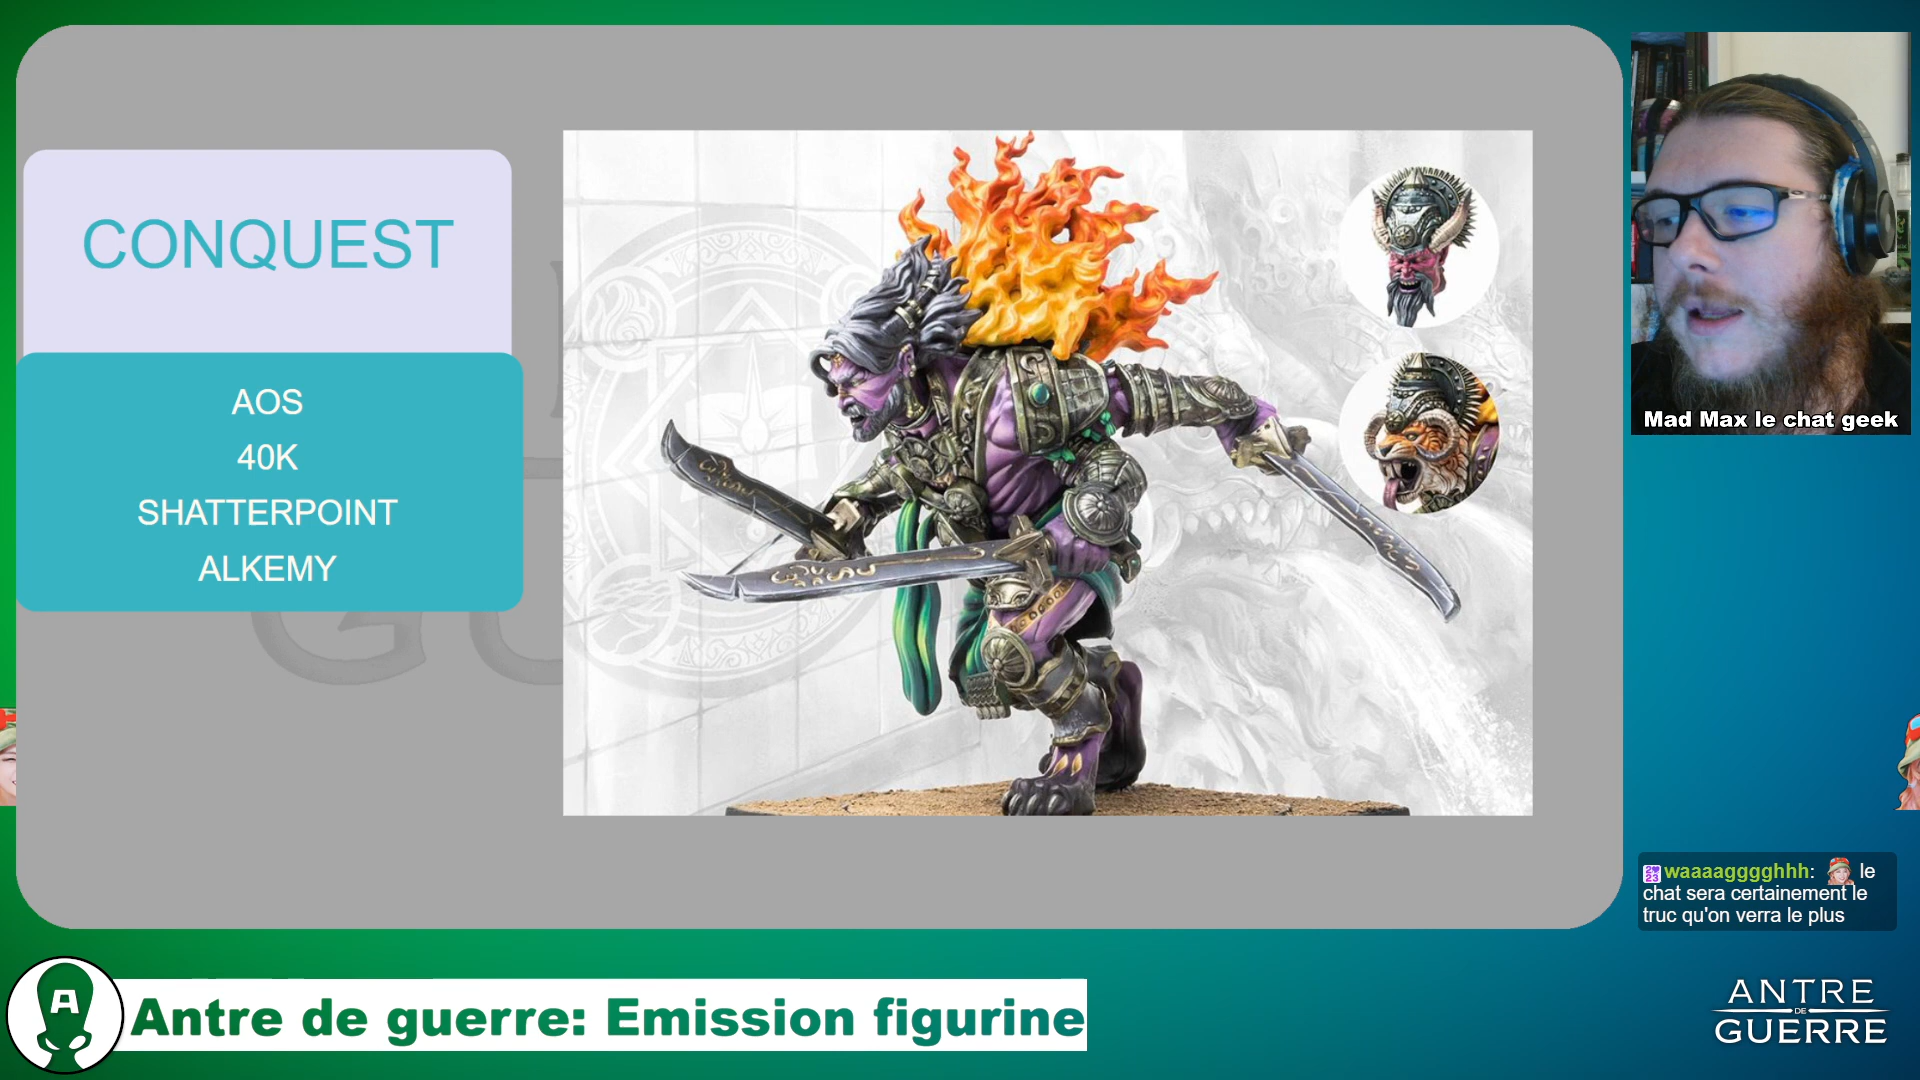 CONQUEST
AOS
40K
SHATTERPOINT
ALKEMY
Mad Max le chat geek
waaaagggghhh: le
chat sera certainement le
truc qu'on verra le plus
A
Antre de guerre: Emission figurine
ANTRE
DE
GUERRE